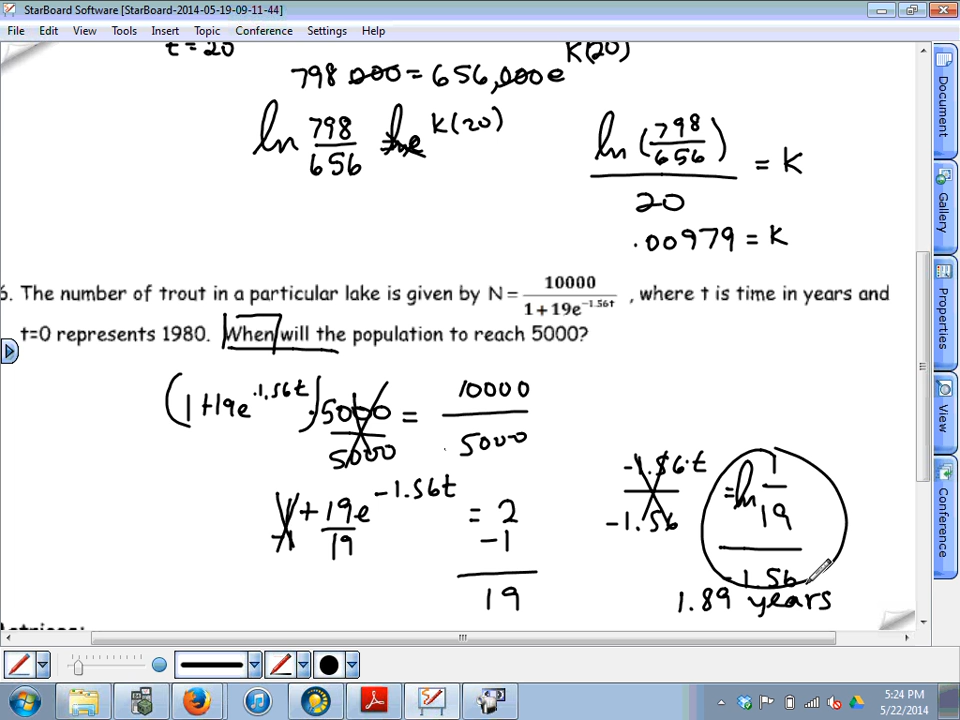 StarBoard Software [StarBoard-2014-05-19-09-11-44]
File Edit View Tools Insert Topic Conference Settings Help
t = 20
798 000 = 656,000e^K(20)
ln 798/656 lne^K(20)
ln (798/656) / 20 = K
.00979 = K
6. The number of trout in a particular lake is given by N = 10000 / 1 + 19e^-1.56t , where t is time in years and
t=0 represents 1980. When will the population to reach 5000?
(1+19e^-1.56t) · 5000 / 5000 = 10000 / 5000
1 + 19e^-1.56t / 19 = 2
-1 -1
19
-1.56·t / -1.56 = ln 1/19 / -1.56
1.89 years
Document
Gallery
Properties
View
Conference
5:24 PM
5/22/2014